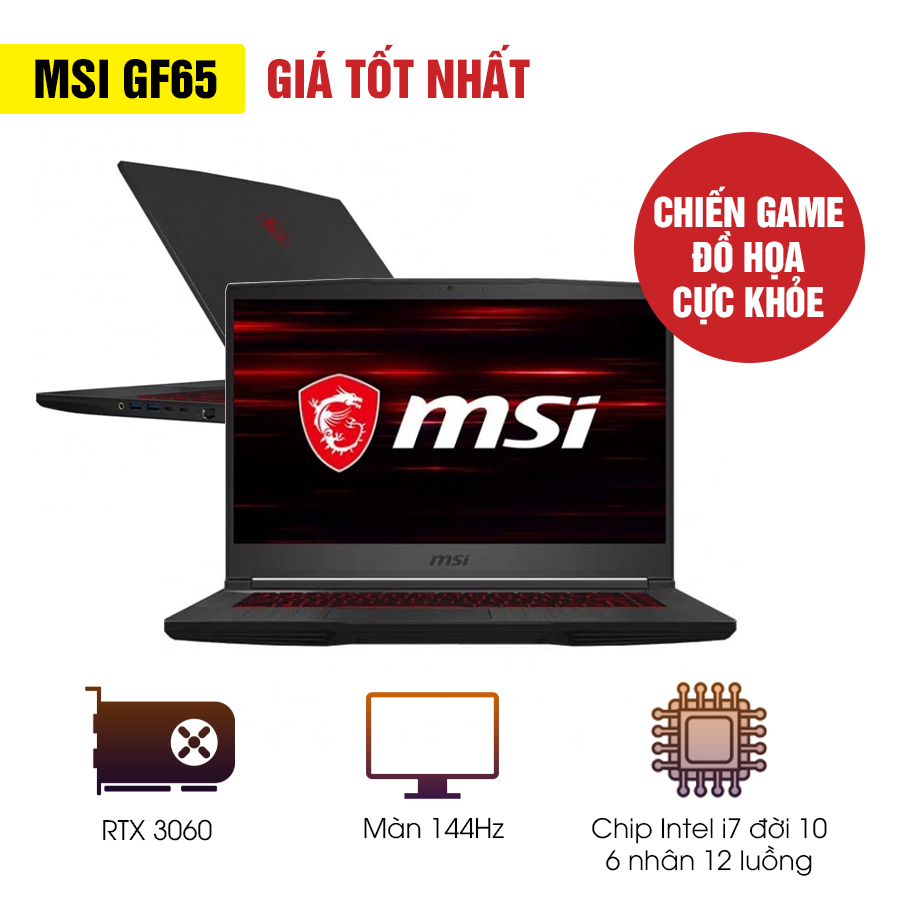 MSI GF65
GIÁ TỐT NHẤT
CHIẾN GAME
ĐỒ HỌA
CỰC KHỎE
msi
msi
RTX 3060
Màn 144Hz
Chip Intel i7 đời 10
6 nhân 12 luồng